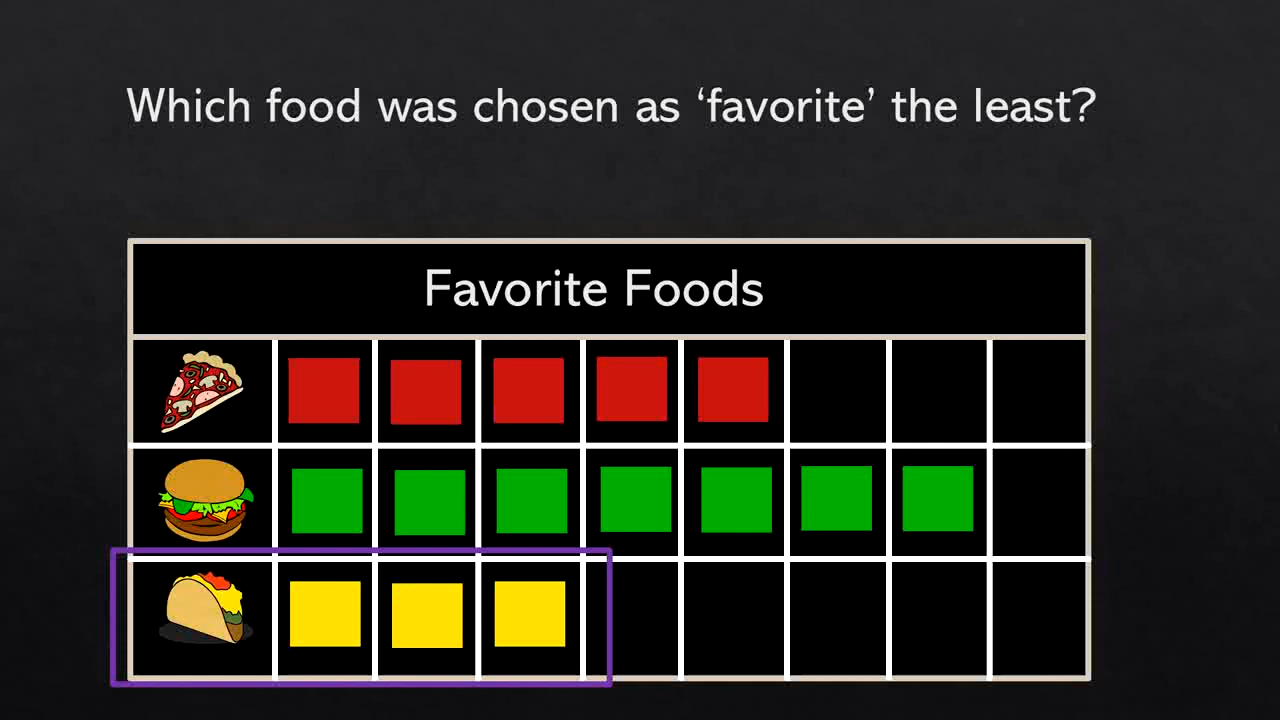 Which food was chosen as ‘favorite’ the least?
Favorite Foods